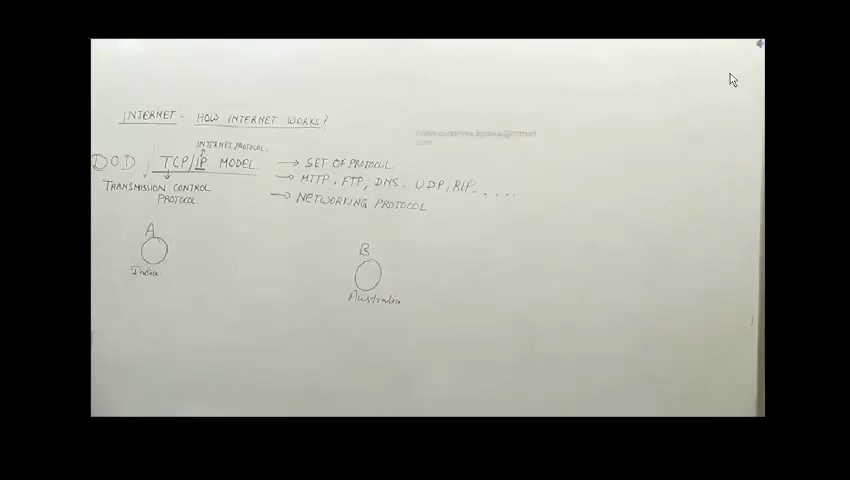 INTERNET - HOW INTERNET WORKS?
INTERNET PROTOCOL.
DOD / TCP/IP MODEL. → SET OF PROTOCOL.
→ HTTP, FTP, DNS, UDP, RIP. . . . .
TRANSMISSION CONTROL
PROTOCOL.
→ NETWORKING PROTOCOL
A
India.
B
Australia